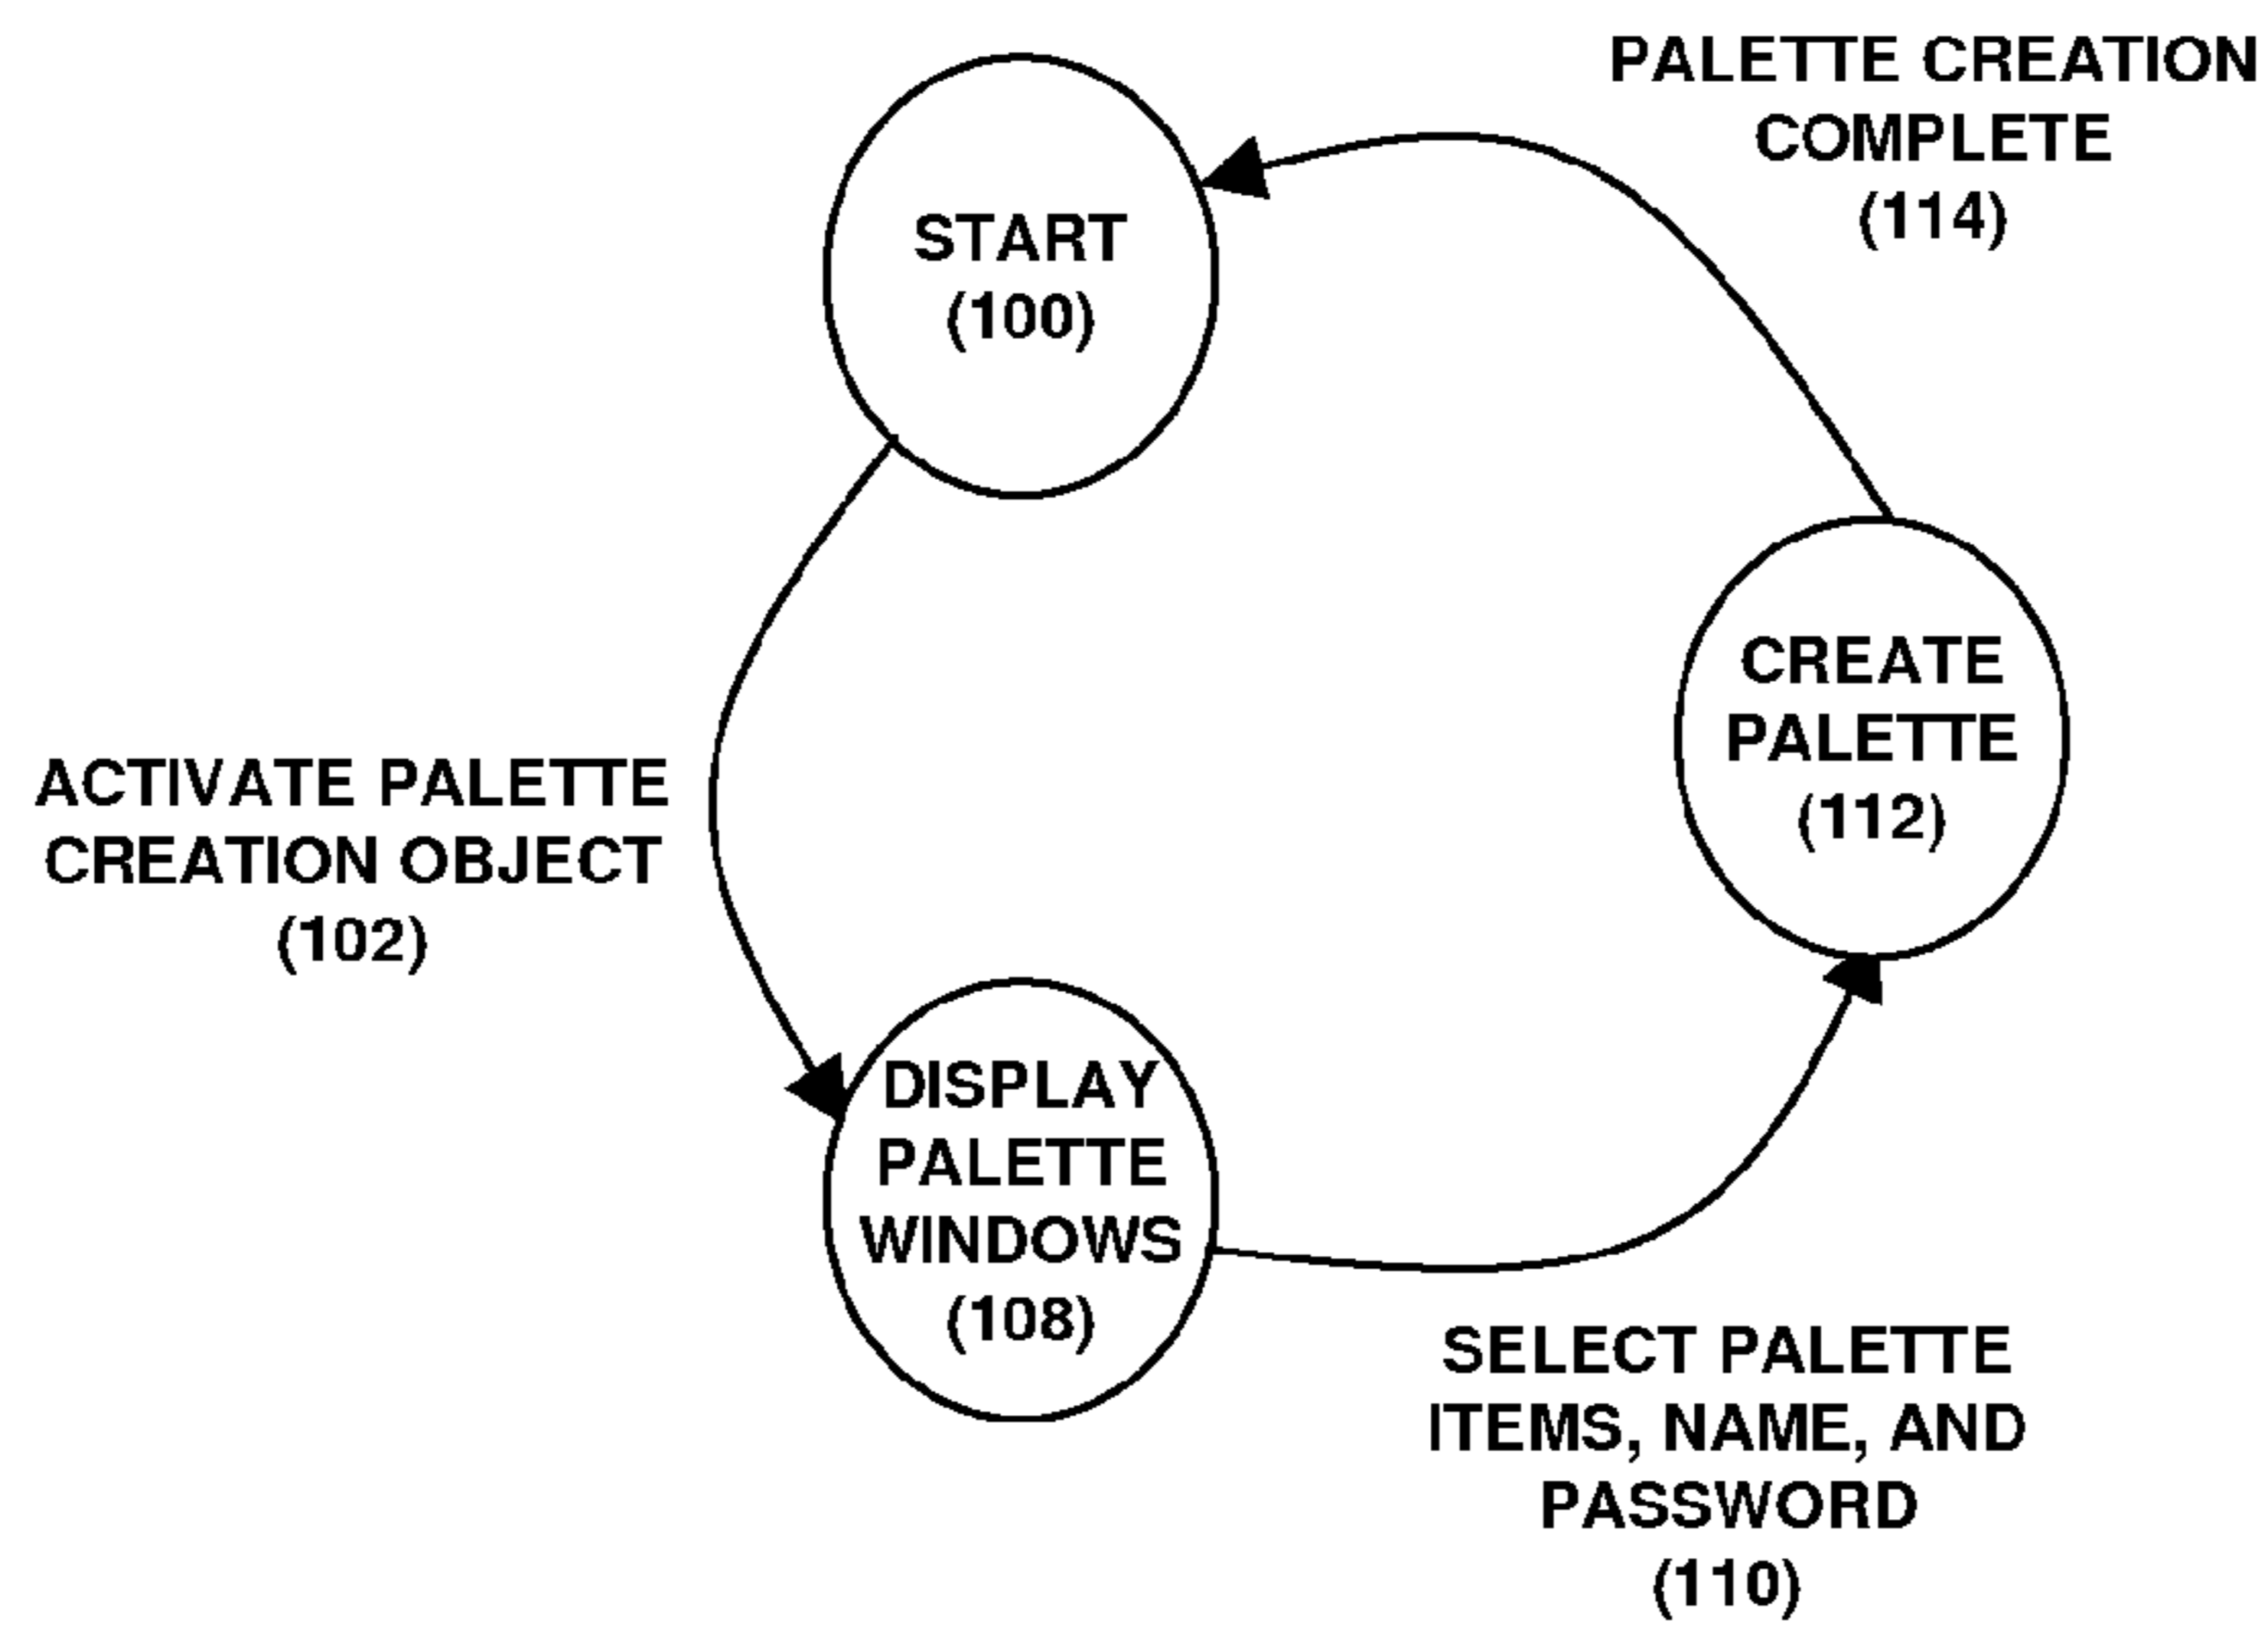 PALETTE CREATION
COMPLETE
(114)
START
(100)
CREATE
PALETTE
(112)
ACTIVATE PALETTE
CREATION OBJECT
(102)
DISPLAY
PALETTE
WINDOWS
(108)
SELECT PALETTE
ITEMS, NAME, AND
PASSWORD
(110)